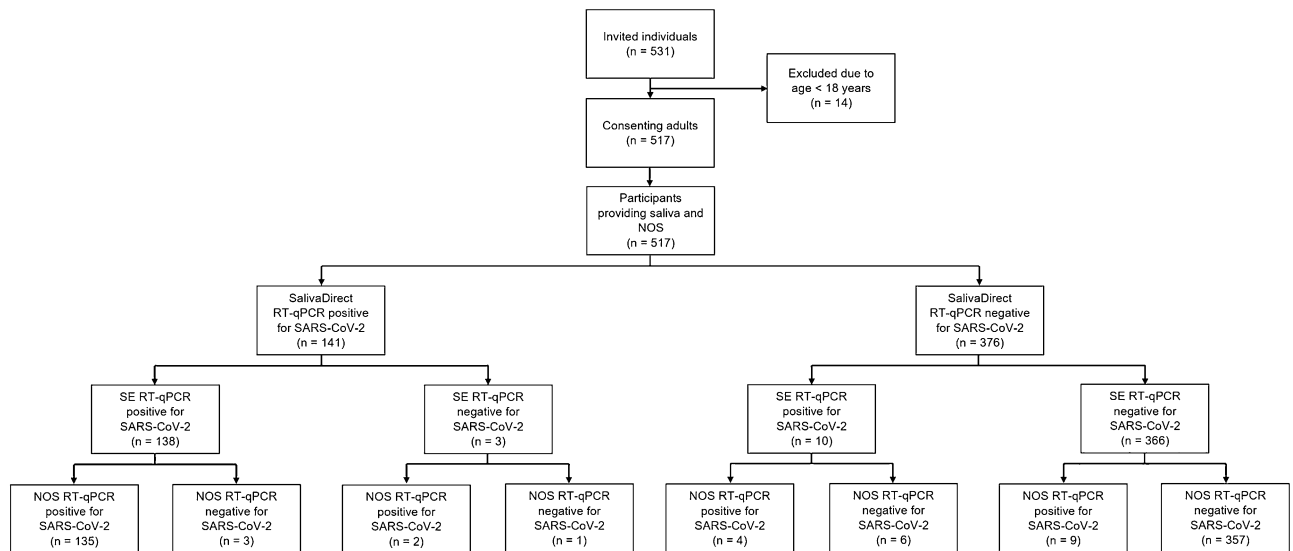 Invited individuals
(n = 531)
Excluded due to
age < 18 years
(n = 14)
Consenting adults
(n = 517)
Participants
providing saliva and
NOS
(n = 517)
SalivaDirect
RT-qPCR positive
for SARS-CoV-2
(n = 141)
SalivaDirect
RT-qPCR negative
for SARS-CoV-2
(n = 376)
SE RT-qPCR
positive for
SARS-CoV-2
(n = 138)
SE RT-qPCR
negative for
SARS-CoV-2
(n = 3)
SE RT-qPCR
positive for
SARS-CoV-2
(n = 10)
SE RT-qPCR
negative for
SARS-CoV-2
(n = 366)
NOS RT-qPCR
positive for
SARS-CoV-2
(n = 135)
NOS RT-qPCR
negative for
SARS-CoV-2
(n = 3)
NOS RT-qPCR
positive for
SARS-CoV-2
(n = 2)
NOS RT-qPCR
negative for
SARS-CoV-2
(n = 1)
NOS RT-qPCR
positive for
SARS-CoV-2
(n = 4)
NOS RT-qPCR
negative for
SARS-CoV-2
(n = 6)
NOS RT-qPCR
positive for
SARS-CoV-2
(n = 9)
NOS RT-qPCR
negative for
SARS-CoV-2
(n = 357)